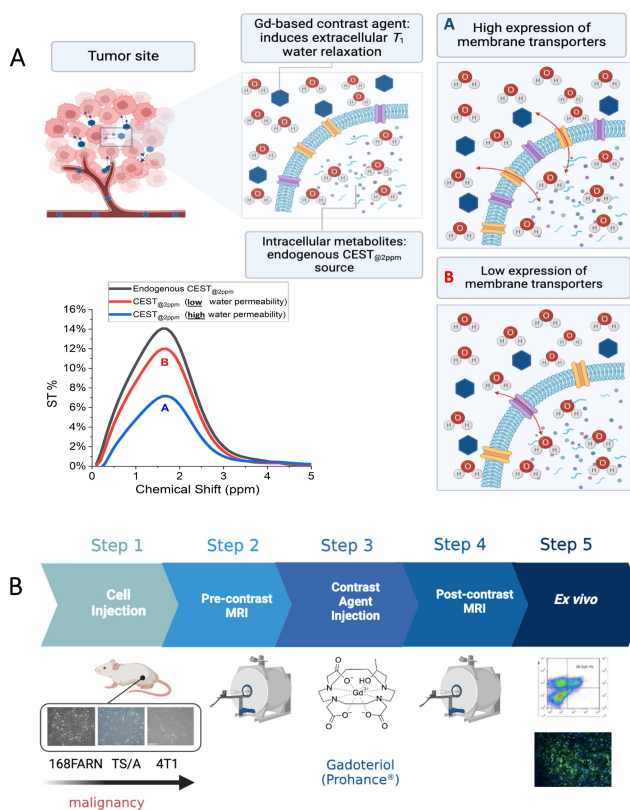 A
Tumor site
Gd-based contrast agent:
induces extracellular T1
water relaxation
Intracellular metabolites:
endogenous CEST@2ppm
source
A
High expression of
membrane transporters
B
Low expression of
membrane transporters
Endogenous CEST@2ppm
CEST@2ppm (low water permeability)
CEST@2ppm (high water permeability)
16%
14%
12%
10%
8%
6%
4%
2%
0%
ST %
B
A
0 1 2 3 4 5
Chemical Shift (ppm)
B
Step 1
Step 2
Step 3
Step 4
Step 5
Cell
Injection
Pre-contrast
MRI
Contrast
Agent
Injection
Post-contrast
MRI
Ex vivo
168FARN TS/A 4T1
malignancy
Gadoteriol
(Prohance®)